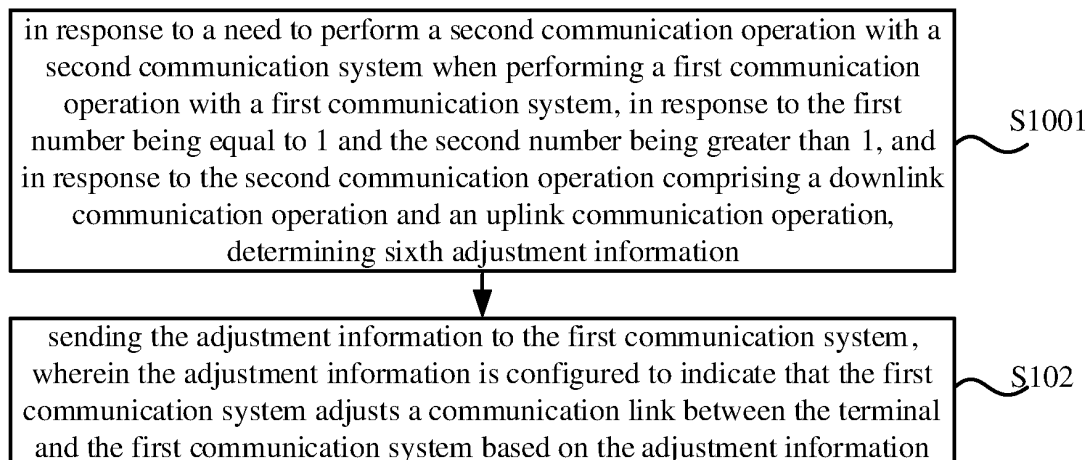 in response to a need to perform a second communication operation with a
second communication system when performing a first communication
operation with a first communication system, in response to the first
number being equal to 1 and the second number being greater than 1, and
in response to the second communication operation comprising a downlink
communication operation and an uplink communication operation,
determining sixth adjustment information
S1001
sending the adjustment information to the first communication system,
wherein the adjustment information is configured to indicate that the first
communication system adjusts a communication link between the terminal
and the first communication system based on the adjustment information
S102